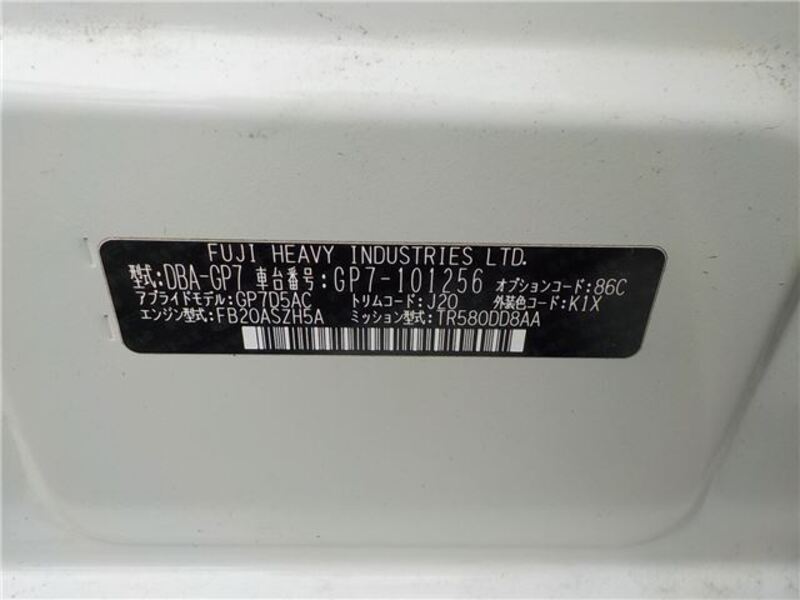 FUJI HEAVY INDUSTRIES LTD.
型式:DBA-GP7 車台番号:GP7-101256 オプションコード:86C
アプライドモデル:GP7D5AC トリムコード:J20 外装色コード:K1X
エンジン型式:FB20ASZH5A ミッション型式:TR580DD8AA